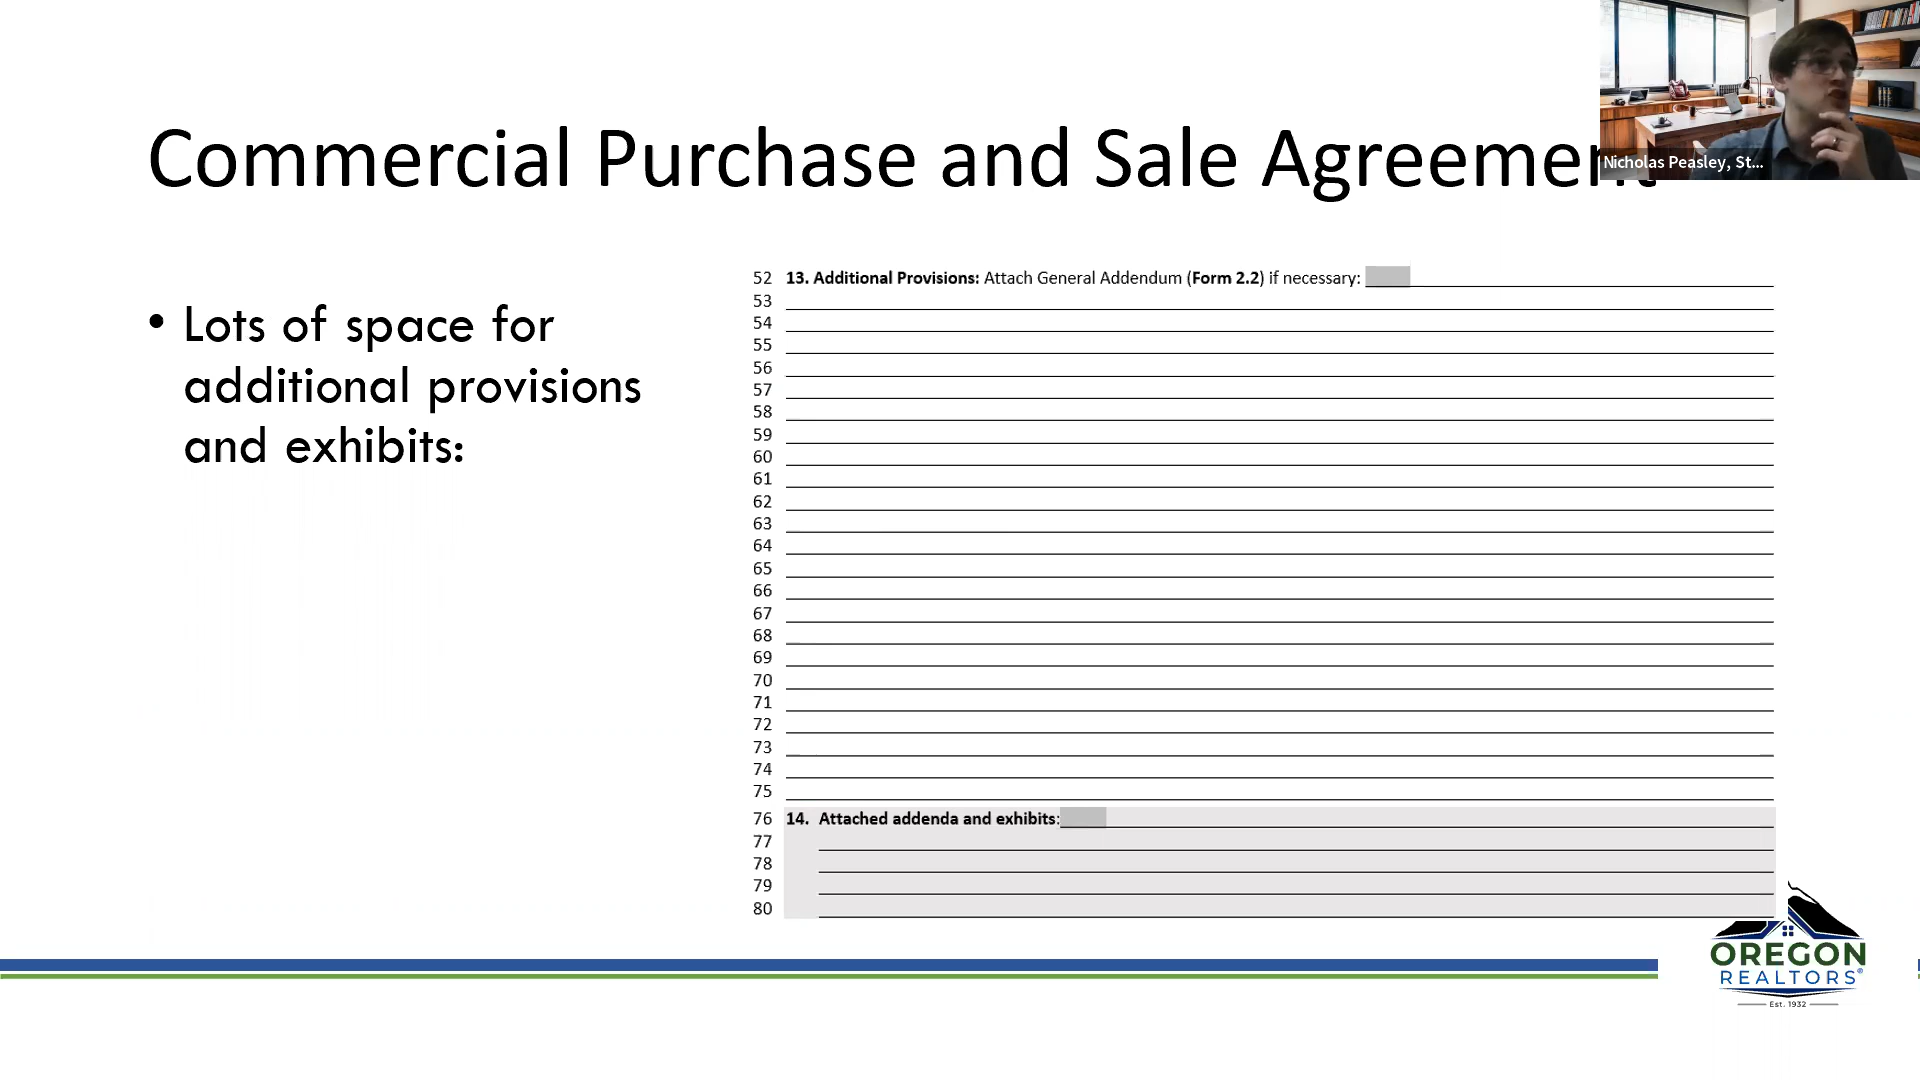 Commercial Purchase and Sale Agreement
Nicholas Peasley, St...
• Lots of space for
additional provisions
and exhibits:
52 13. Additional Provisions: Attach General Addendum (Form 2.2) if necessary:
53
54
55
56
57
58
59
60
61
62
63
64
65
66
67
68
69
70
71
72
73
74
75
76 14. Attached addenda and exhibits:
77
78
79
80
OREGON
REALTORS®
Est. 1932